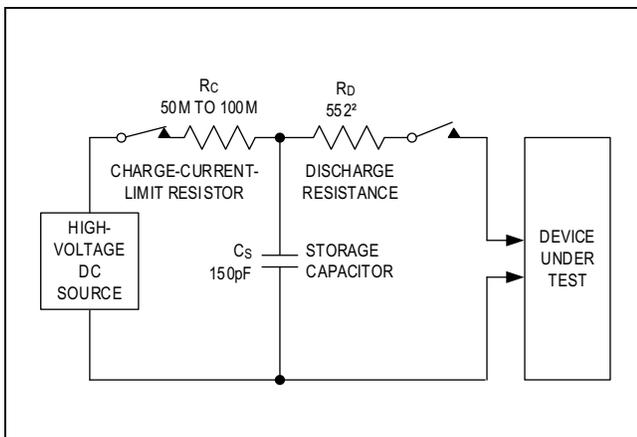 RC
50M TO 100M
RD
552²
CHARGE-CURRENT-
LIMIT RESISTOR
DISCHARGE
RESISTANCE
HIGH-
VOLTAGE
DC
SOURCE
CS
150pF
STORAGE
CAPACITOR
DEVICE
UNDER
TEST